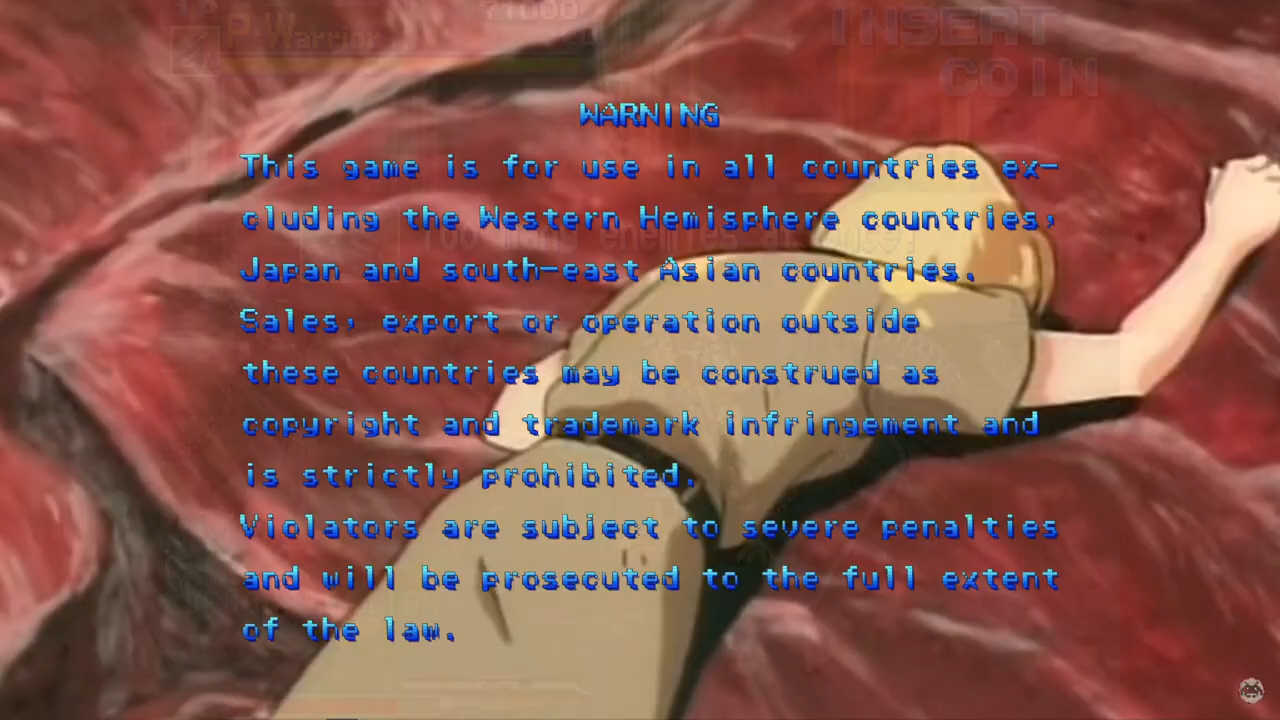 P·Warrior
21000
INSERT
COIN
WARNING
This game is for use in all countries ex-
cluding the Western Hemisphere countries,
Japan and south-east Asian countries.
Sales, export or operation outside
these countries may be construed as
copyright and trademark infringement and
is strictly prohibited.
Violators are subject to severe penalties
and will be prosecuted to the full extent
of the law.